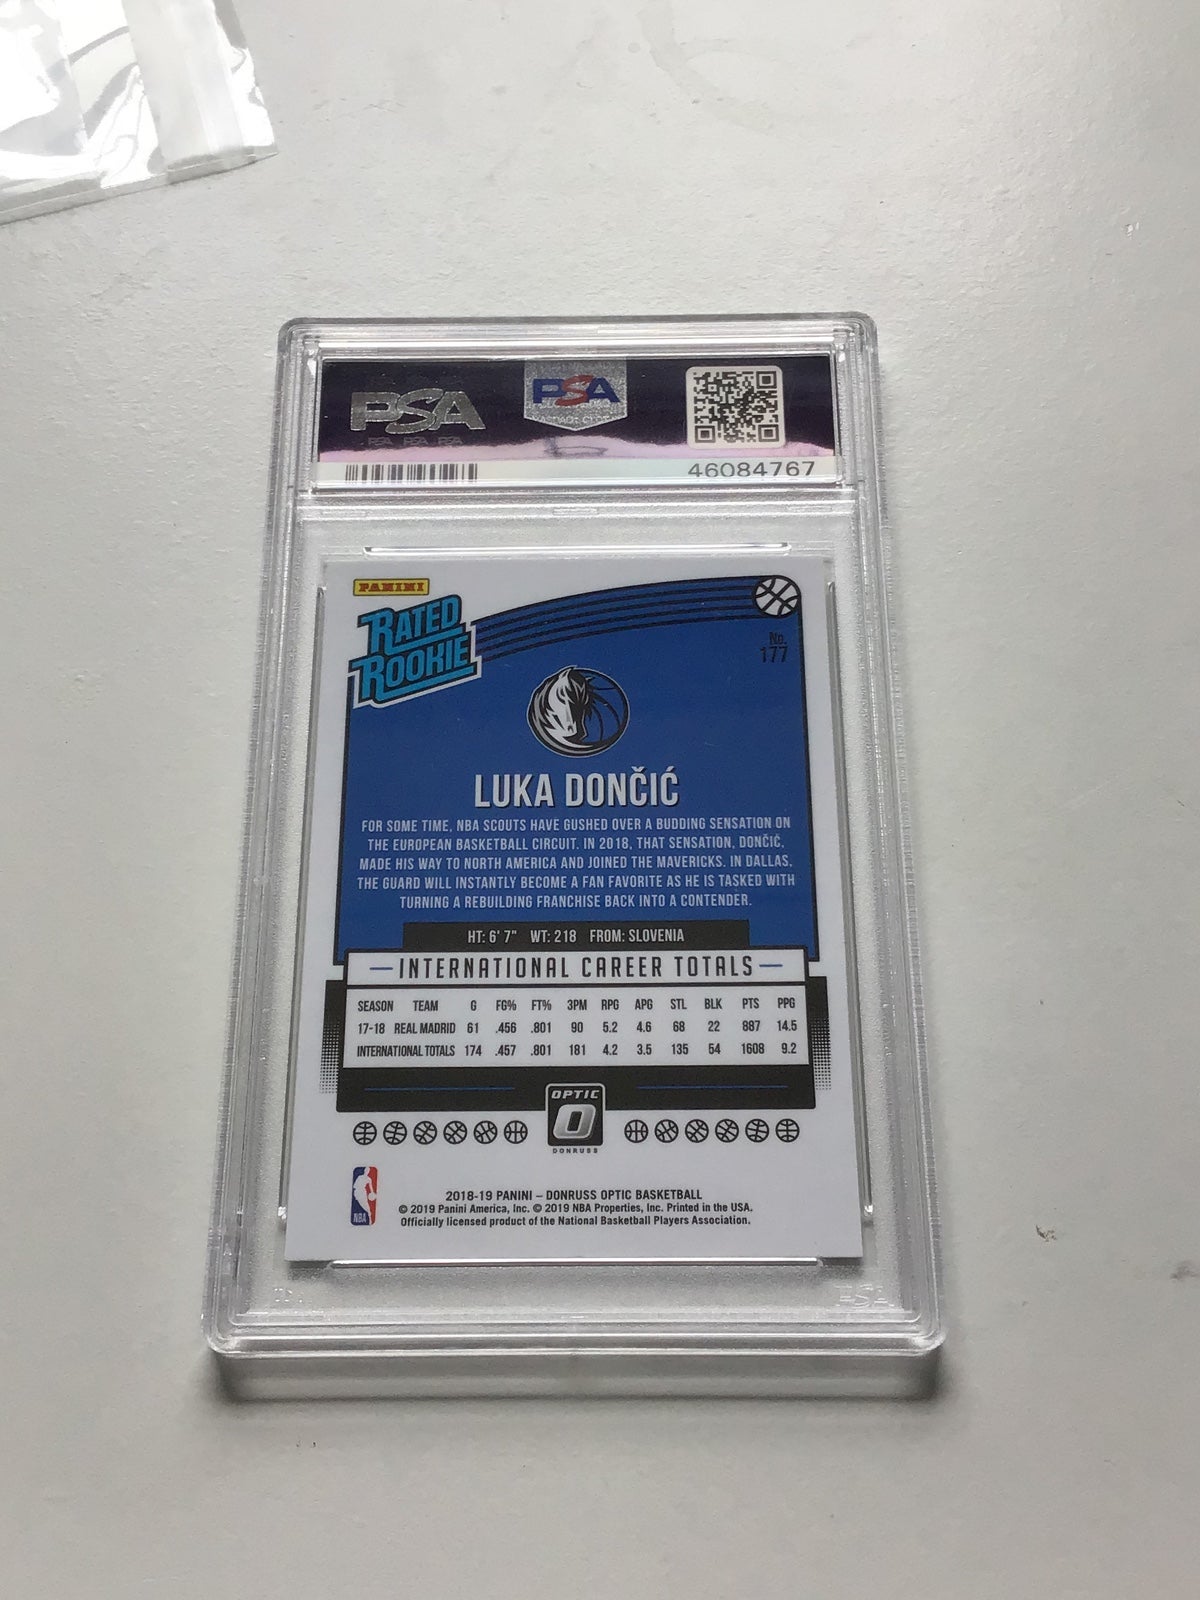 PSA
PSA
PSA PSA PSA
46084767
PANINI
RATED
ROOKIE
No.
177
LUKA DONČIĆ
FOR SOME TIME, NBA SCOUTS HAVE GUSHED OVER A BUDDING SENSATION ON
THE EUROPEAN BASKETBALL CIRCUIT. IN 2018, THAT SENSATION, DONČIĆ,
MADE HIS WAY TO NORTH AMERICA AND JOINED THE MAVERICKS. IN DALLAS,
THE GUARD WILL INSTANTLY BECOME A FAN FAVORITE AS HE IS TASKED WITH
TURNING A REBUILDING FRANCHISE BACK INTO A CONTENDER.
HT: 6' 7" WT: 218 FROM: SLOVENIA
INTERNATIONAL CAREER TOTALS
SEASON TEAM G FG% FT% 3PM RPG APG STL BLK PTS PPG
17-18 REAL MADRID 61 .456 .801 90 5.2 4.6 68 22 887 14.5
INTERNATIONAL TOTALS 174 .457 .801 181 4.2 3.5 135 54 1608 9.2
OPTIC
DONRUSS
NBA
2018-19 PANINI – DONRUSS OPTIC BASKETBALL
© 2019 Panini America, Inc. © 2019 NBA Properties, Inc. Printed in the USA.
Officially licensed product of the National Basketball Players Association.
PSA